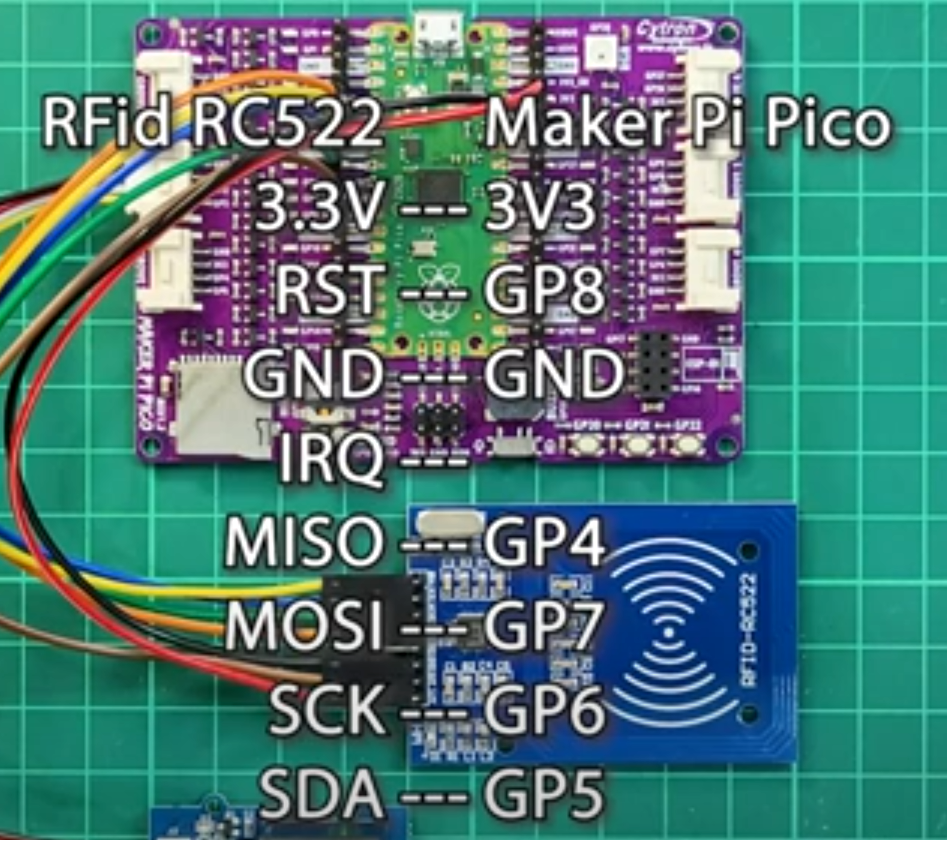 Cytron
RFid RC522 Maker Pi Pico
3.3V --- 3V3
RST --- GP8
GND --- GND
IRQ ---
MISO --- GP4
MOSI --- GP7
SCK --- GP6
SDA --- GP5
MAKER PI PICO
GP20 GP21 GP22
RFID-RC522